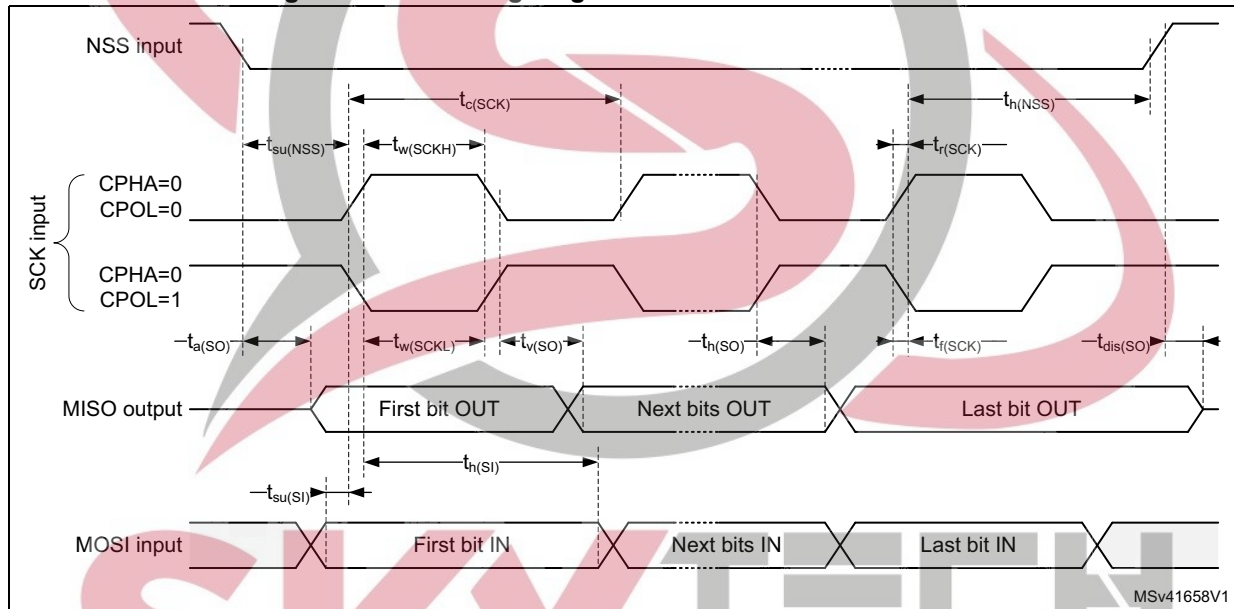 NSS input
tc(SCK)
th(NSS)
tsu(NSS)
tw(SCKH)
tr(SCK)
SCK input
CPHA=0
CPOL=0
CPHA=0
CPOL=1
ta(SO)
tw(SCKL)
tv(SO)
th(SO)
tf(SCK)
tdis(SO)
MISO output
First bit OUT
Next bits OUT
Last bit OUT
th(SI)
tsu(SI)
MOSI input
First bit IN
Next bits IN
Last bit IN
SKYTECH
MSv41658V1